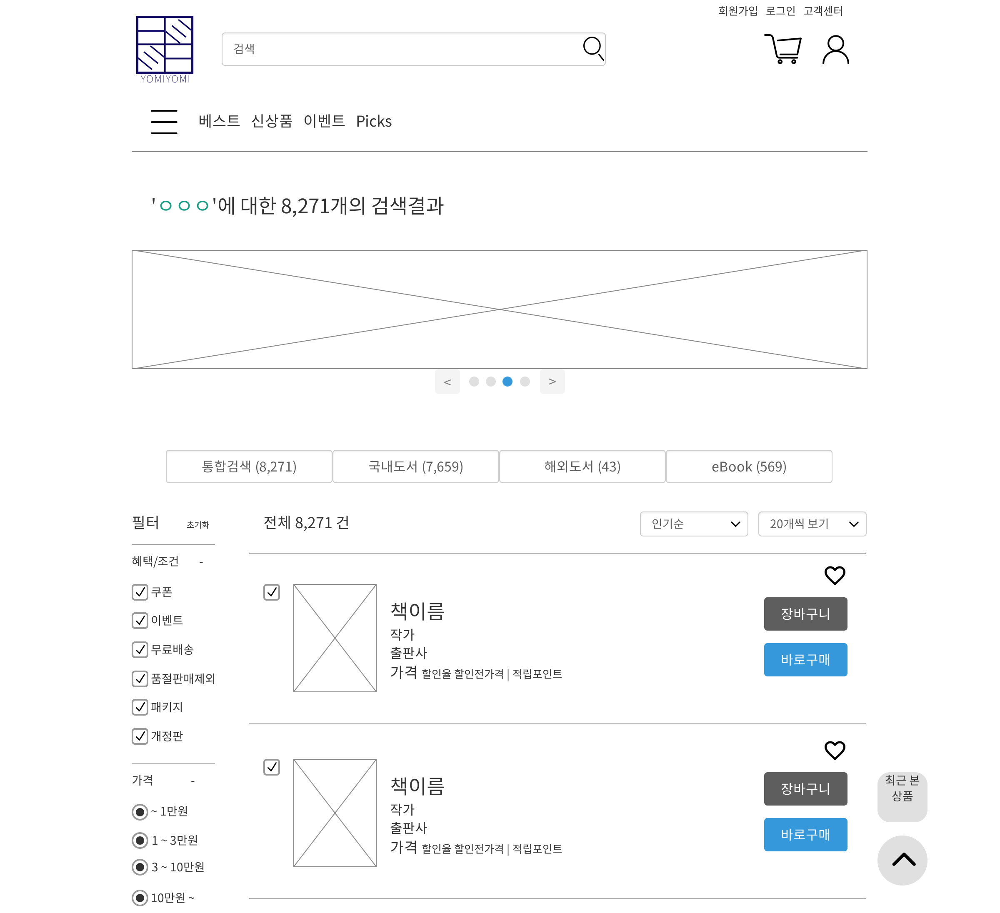 회원가입 로그인 고객센터
YOMIYOMI
검색
베스트 신상품 이벤트 Picks
'ㅇㅇㅇ'에 대한 8,271개의 검색결과
< >
통합검색 (8,271) 국내도서 (7,659) 해외도서 (43) eBook (569)
필터 초기화
혜택/조건 -
쿠폰
이벤트
무료배송
품절판매제외
패키지
개정판
가격 -
~ 1만원
1 ~ 3만원
3 ~ 10만원
10만원 ~
전체 8,271 건
인기순
20개씩 보기
책이름
작가
출판사
가격 할인율 할인전가격 | 적립포인트
장바구니
바로구매
책이름
작가
출판사
가격 할인율 할인전가격 | 적립포인트
장바구니
바로구매
최근 본
상품